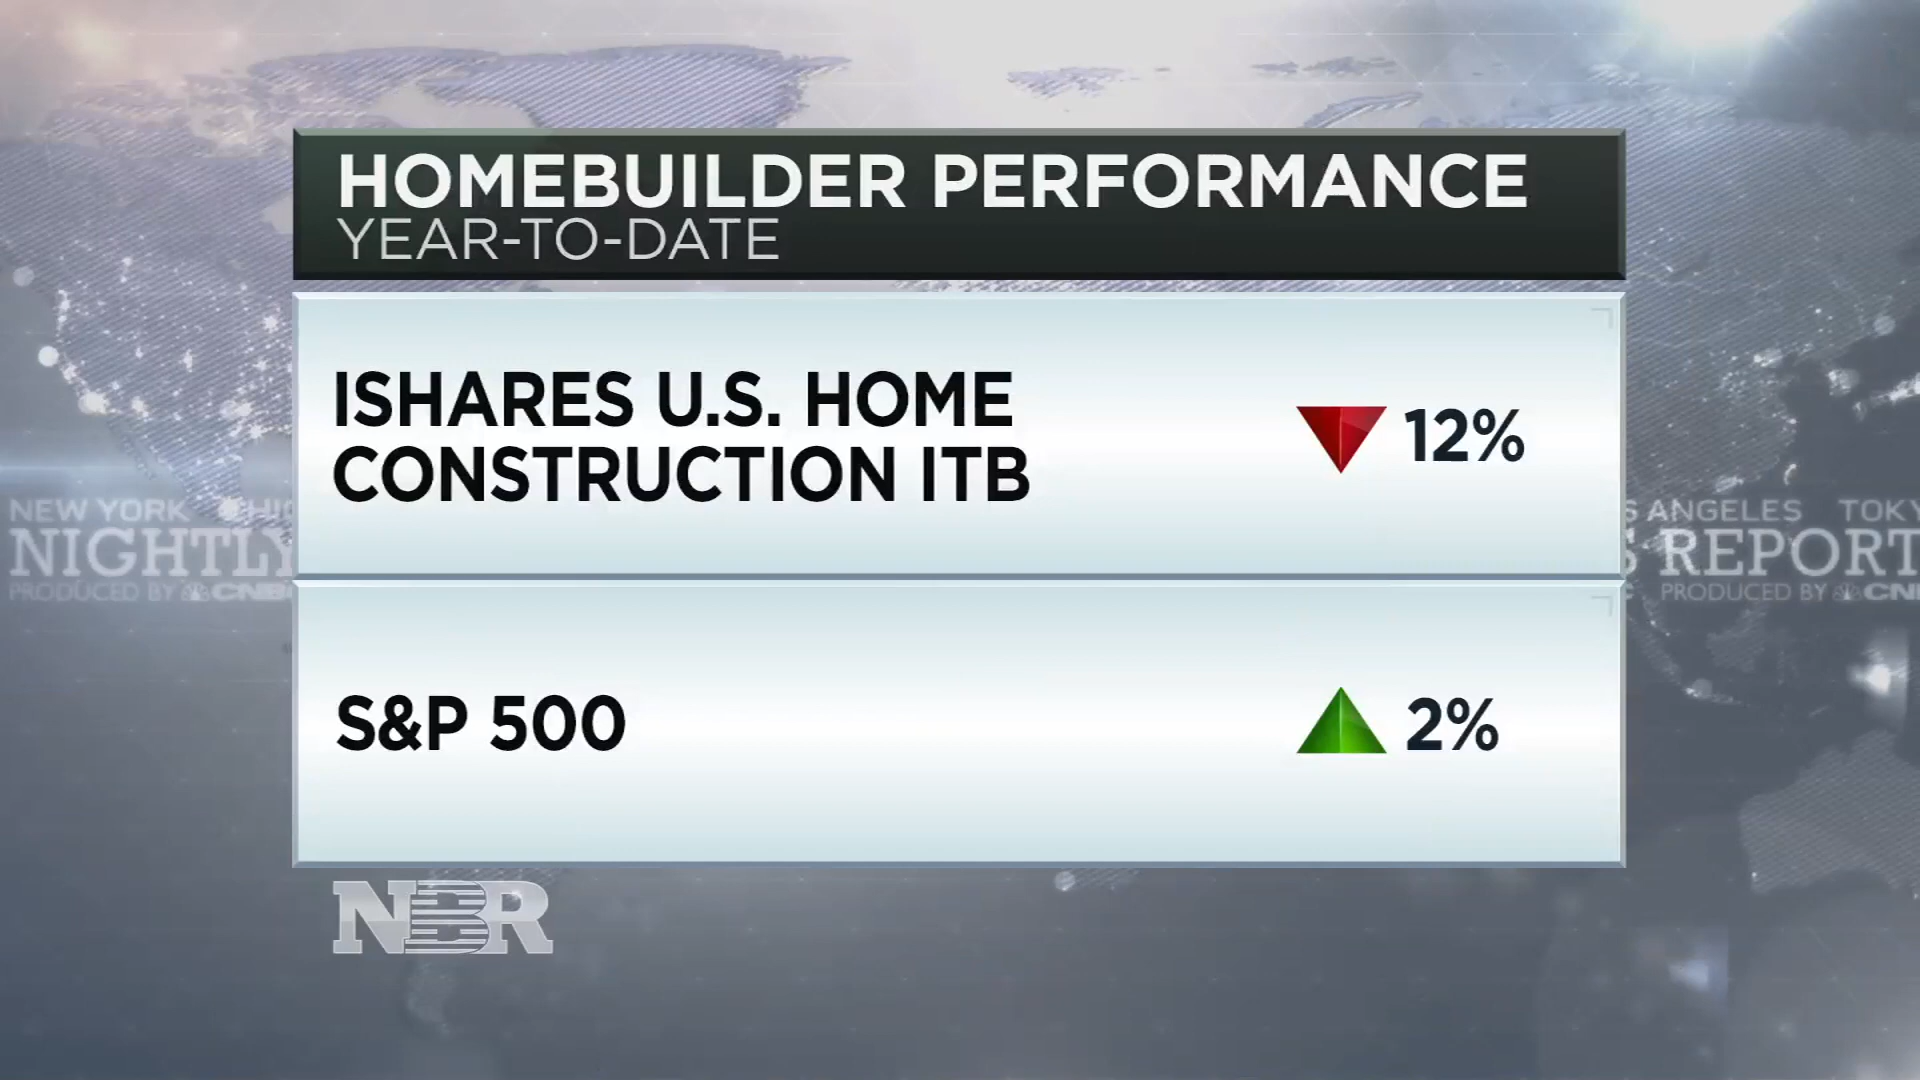 HOMEBUILDER PERFORMANCE
YEAR-TO-DATE
ISHARES U.S. HOME
CONSTRUCTION ITB
12%
S&P 500
2%
NEW YORK
NIGHTLY
PRODUCED BY CNBC
ANGELES
REPORT
PRODUCED BY
NBR